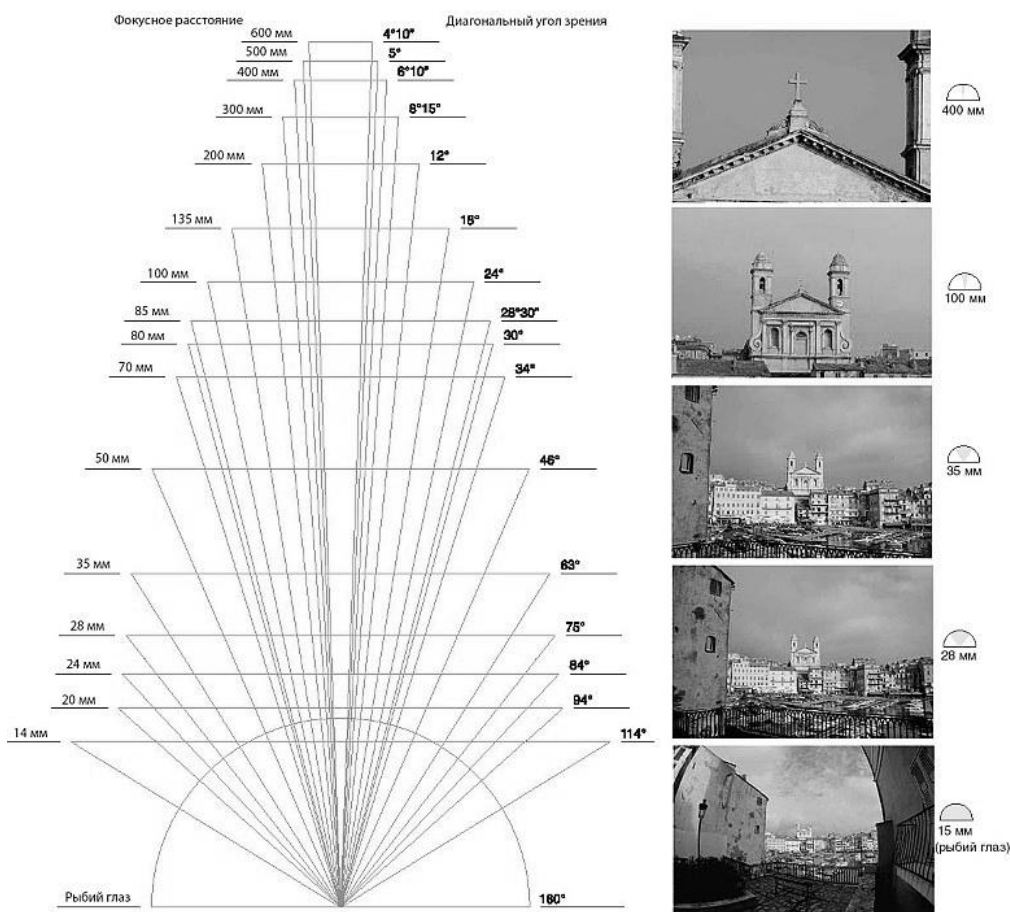 Фокусное расстояние Диагональный угол зрения
600 мм 4°10"
500 мм 5°
400 мм 6°10"
300 мм 8°15"
200 мм 12°
135 мм 18°
100 мм 24°
85 мм 28°30"
80 мм 30°
70 мм 34°
50 мм 46°
35 мм 63°
28 мм 75°
24 мм 84°
20 мм 94°
14 мм 114°
Рыбий глаз 180°
400 мм
100 мм
35 мм
28 мм
15 мм
(рыбий глаз)